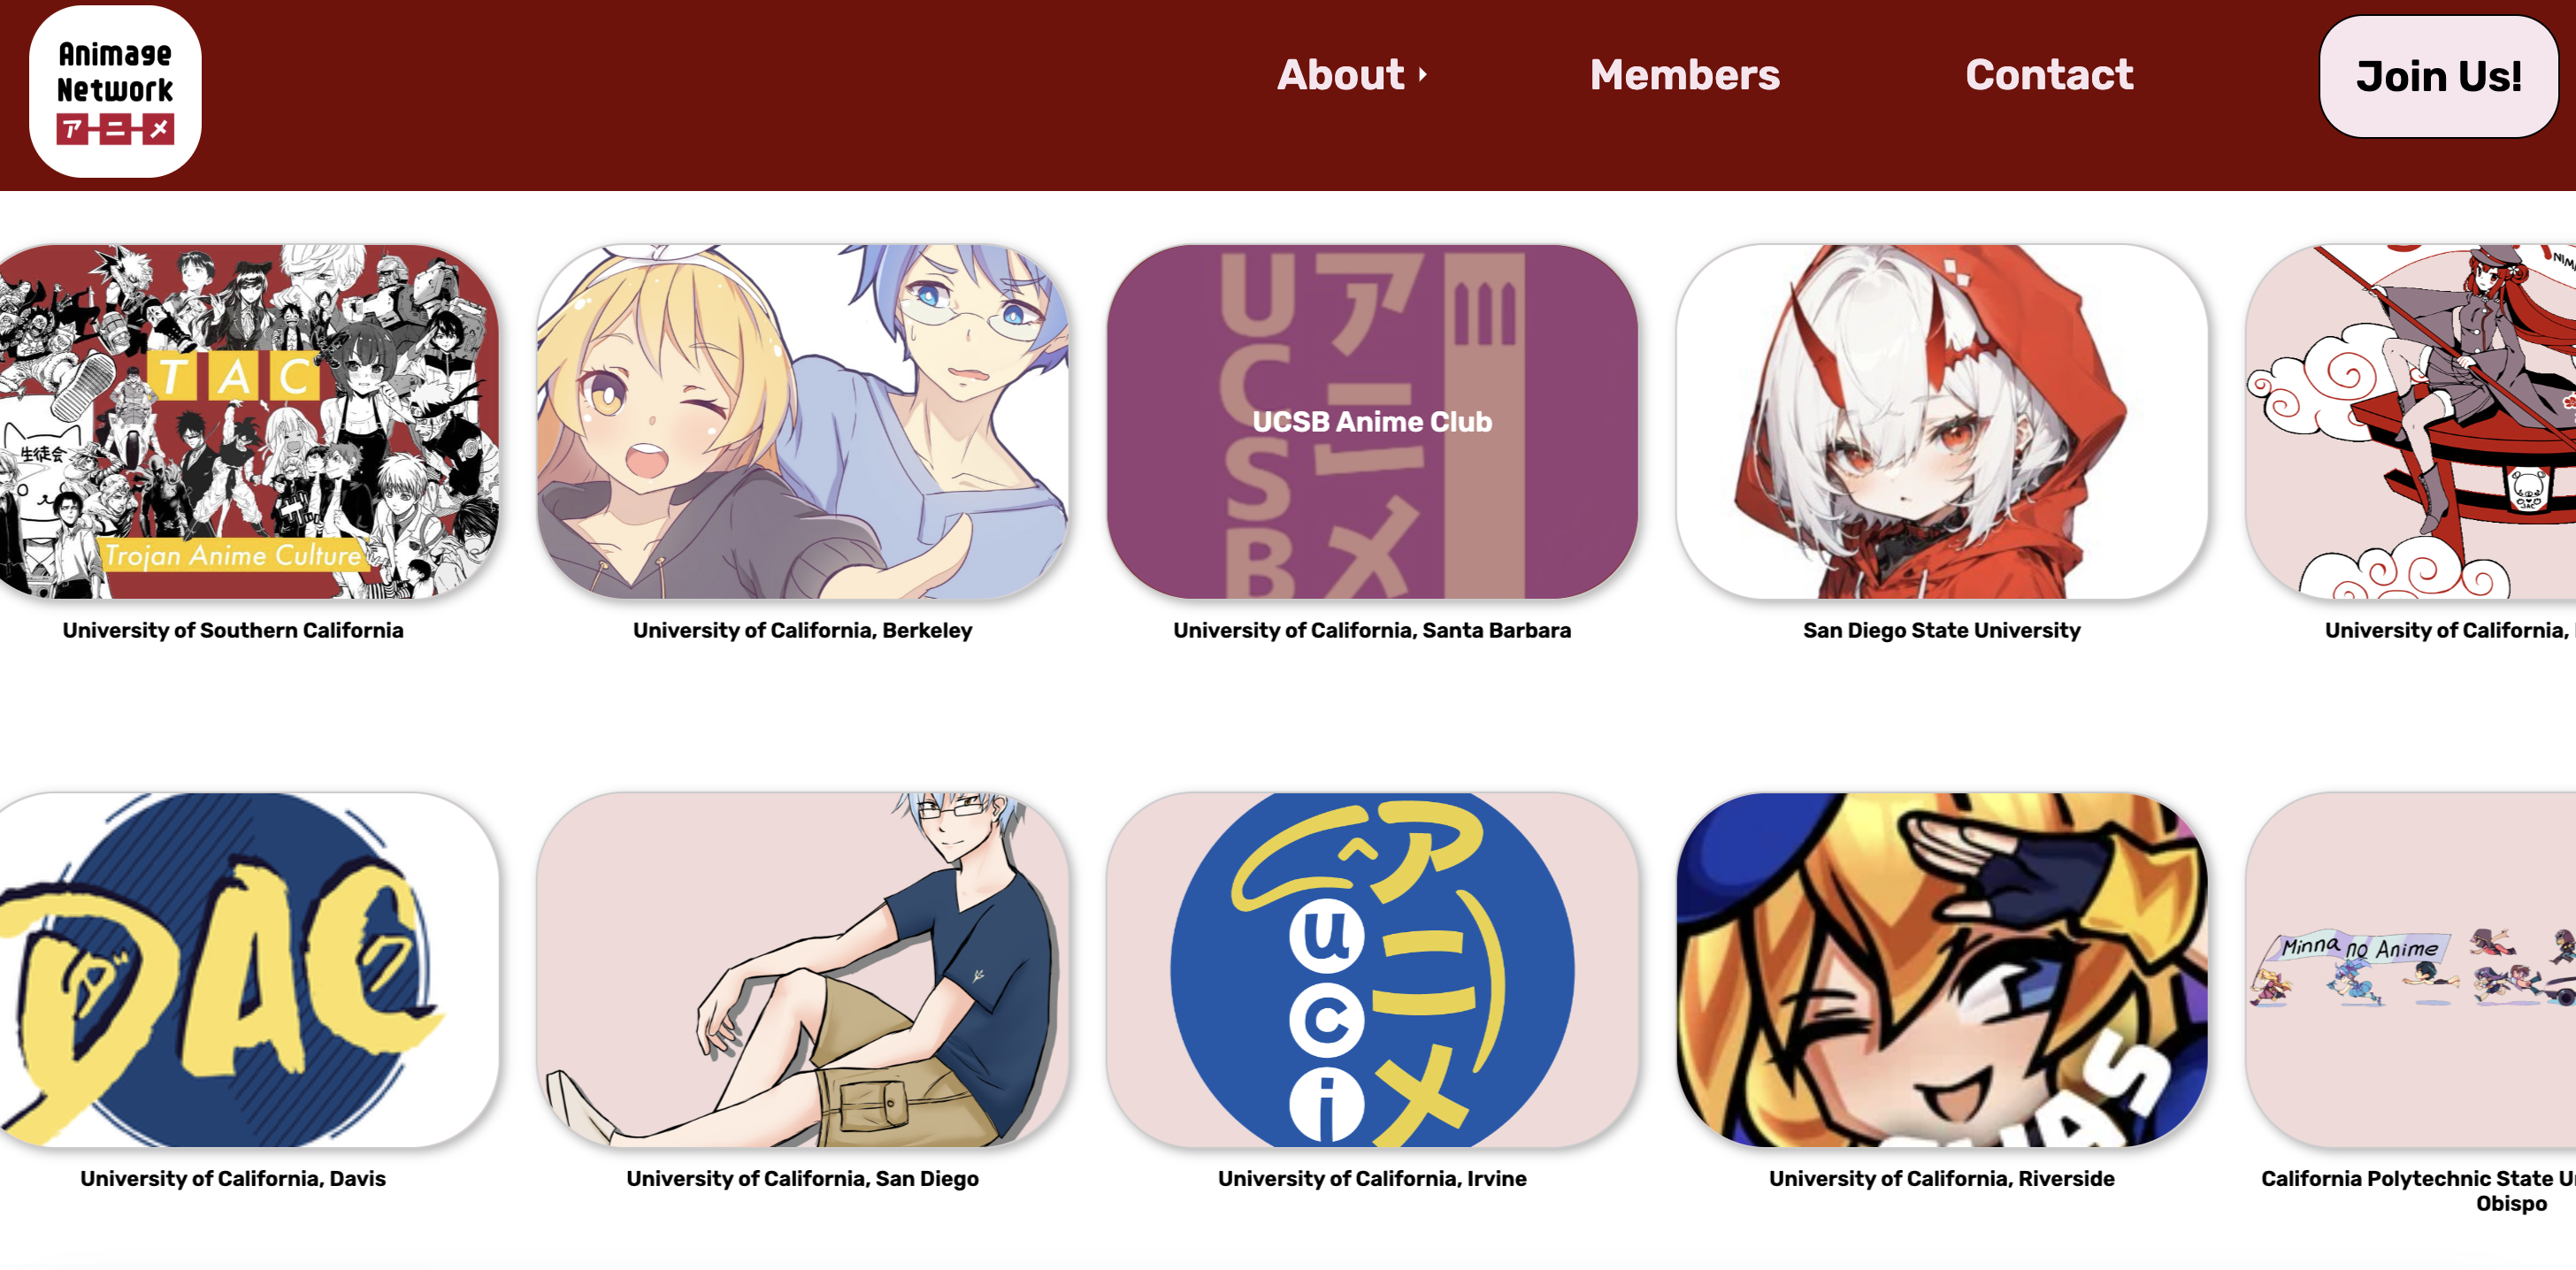 Animage
Network
アニメ
About
Members
Contact
Join Us!
TAC
生徒会
Trojan Anime Culture
University of Southern California
University of California, Berkeley
UCSB
アニメ
UCSB Anime Club
University of California, Santa Barbara
San Diego State University
JAC
University of California,
DAC
University of California, Davis
University of California, San Diego
アニメ
uci
University of California, Irvine
University of California, Riverside
Minna no Anime
California Polytechnic State
Obispo